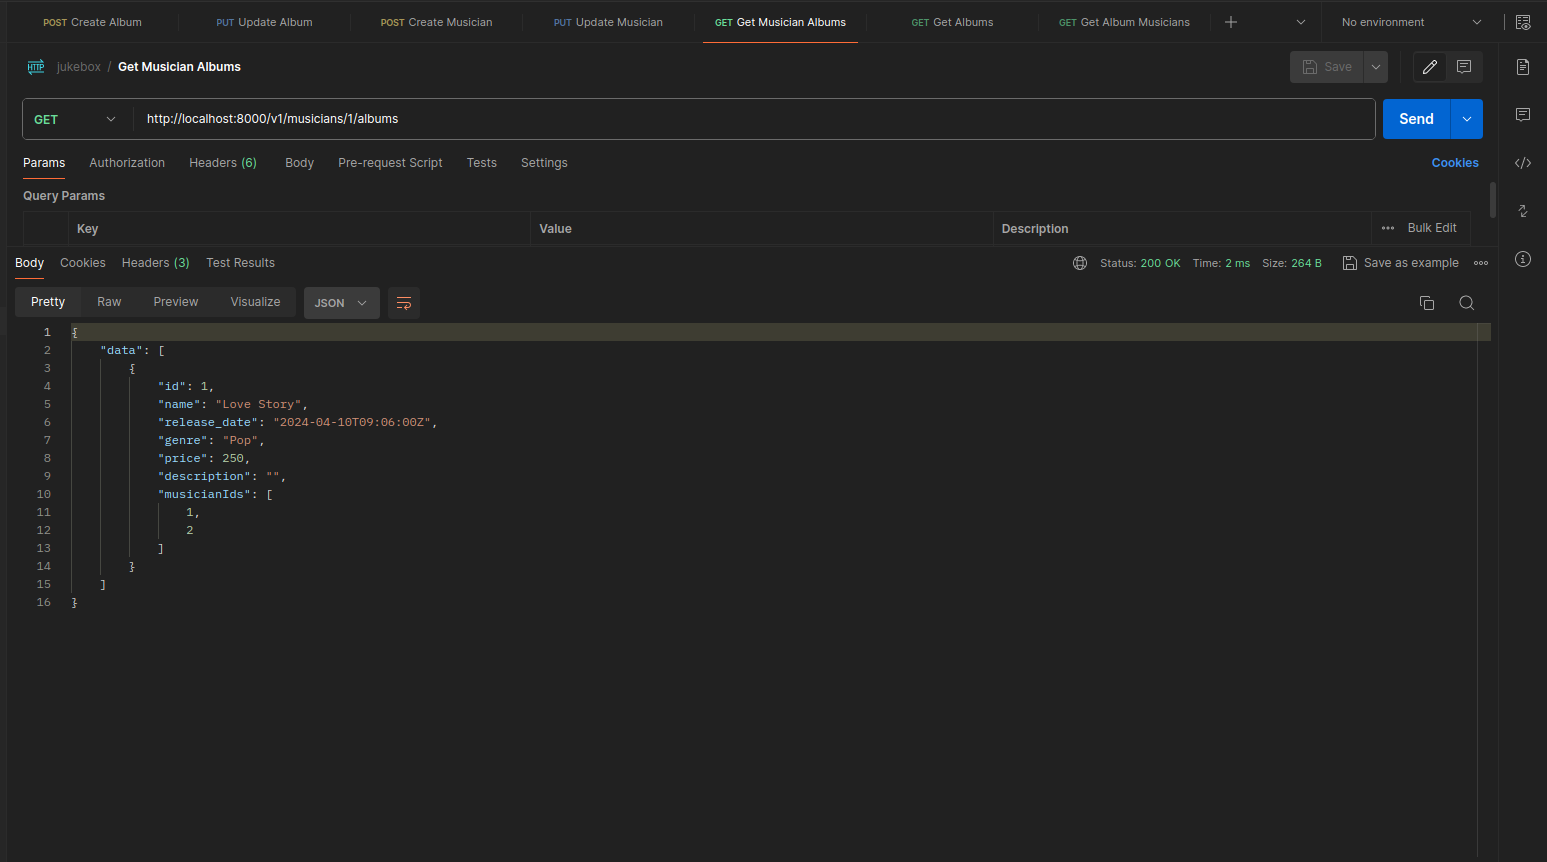 POST Create Album PUT Update Album POST Create Musician PUT Update Musician GET Get Musician Albums GET Get Albums GET Get Album Musicians No environment
HTTP jukebox / Get Musician Albums Save
GET http://localhost:8000/v1/musicians/1/albums Send
Params Authorization Headers (6) Body Pre-request Script Tests Settings Cookies
Query Params
Key Value Description Bulk Edit
Body Cookies Headers (3) Test Results Status: 200 OK Time: 2 ms Size: 264 B Save as example
Pretty Raw Preview Visualize JSON
1 {
2 "data": [
3 {
4 "id": 1,
5 "name": "Love Story",
6 "release_date": "2024-04-10T09:06:00Z",
7 "genre": "Pop",
8 "price": 250,
9 "description": "",
10 "musicianIds": [
11 1,
12 2
13 ]
14 }
15 ]
16 }